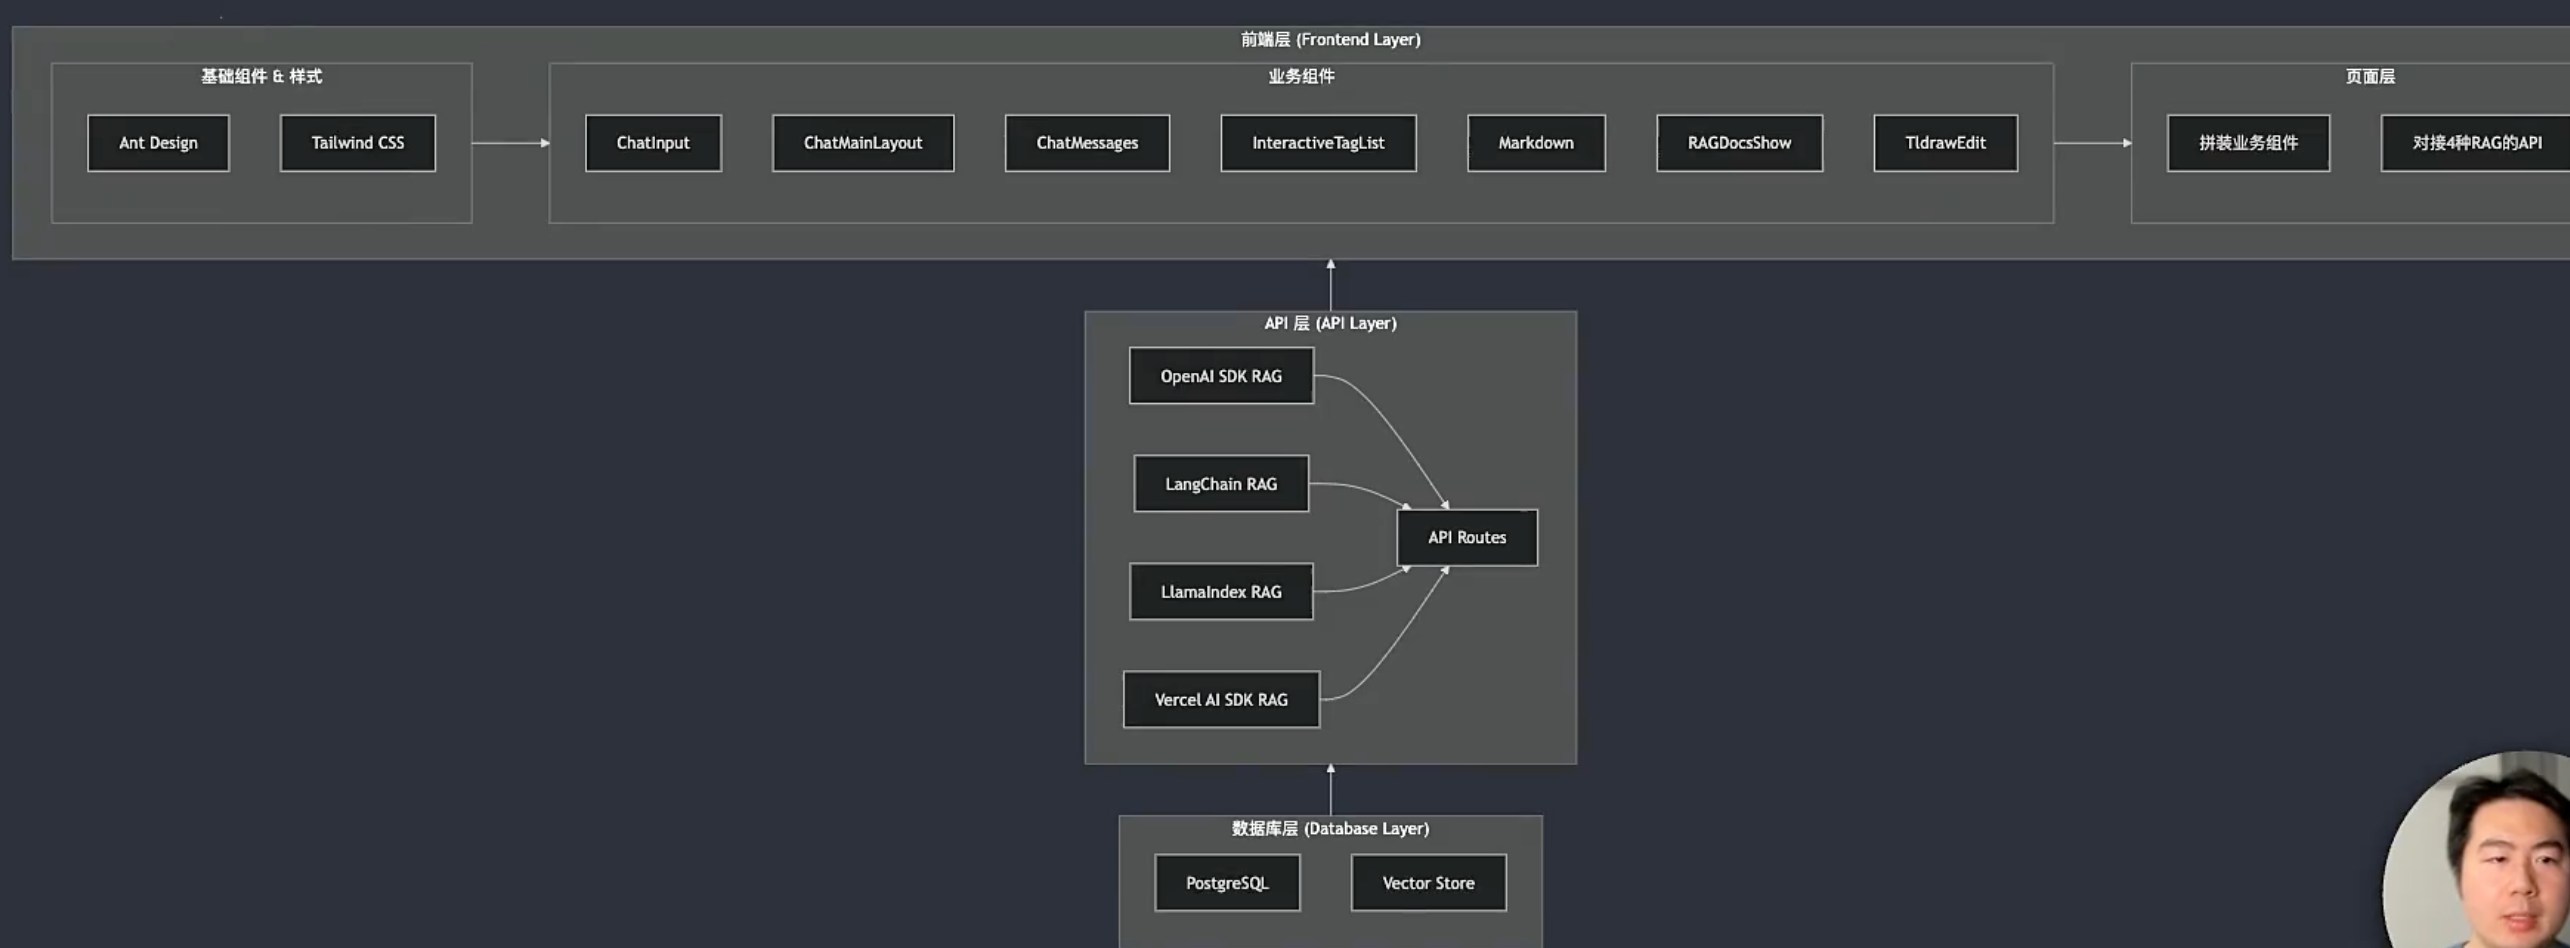 前端层 (Frontend Layer)
基础组件 & 样式
Ant Design
Tailwind CSS
业务组件
ChatInput
ChatMainLayout
ChatMessages
InteractiveTagList
Markdown
RAGDocsShow
TldrawEdit
页面层
拼装业务组件
对接4种RAG的API
API 层 (API Layer)
OpenAI SDK RAG
LangChain RAG
LlamaIndex RAG
Vercel AI SDK RAG
API Routes
数据库层 (Database Layer)
PostgreSQL
Vector Store